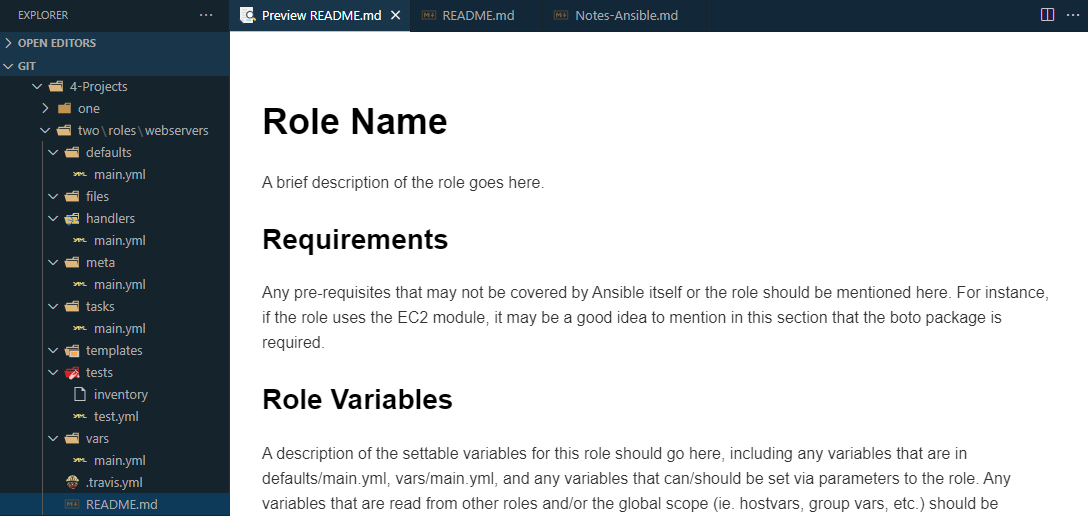 EXPLORER
Preview README.md
README.md
Notes-Ansible.md
OPEN EDITORS
GIT
4-Projects
one
two\roles\webservers
defaults
main.yml
files
handlers
main.yml
meta
main.yml
tasks
main.yml
templates
tests
inventory
test.yml
vars
main.yml
.travis.yml
README.md
Role Name
A brief description of the role goes here.
Requirements
Any pre-requisites that may not be covered by Ansible itself or the role should be mentioned here. For instance,
if the role uses the EC2 module, it may be a good idea to mention in this section that the boto package is
required.
Role Variables
A description of the settable variables for this role should go here, including any variables that are in
defaults/main.yml, vars/main.yml, and any variables that can/should be set via parameters to the role. Any
variables that are read from other roles and/or the global scope (ie. hostvars, group vars, etc.) should be